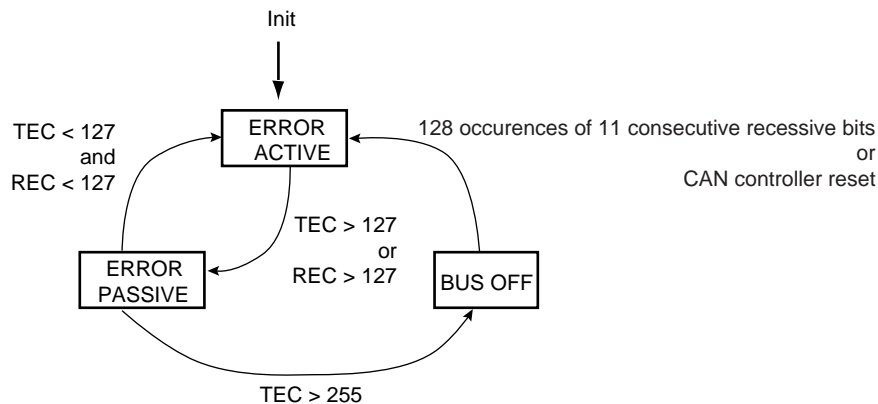 Init
TEC < 127
and
REC < 127
ERROR
ACTIVE
128 occurences of 11 consecutive recessive bits
or
CAN controller reset
TEC > 127
or
REC > 127
ERROR
PASSIVE
BUS OFF
TEC > 255